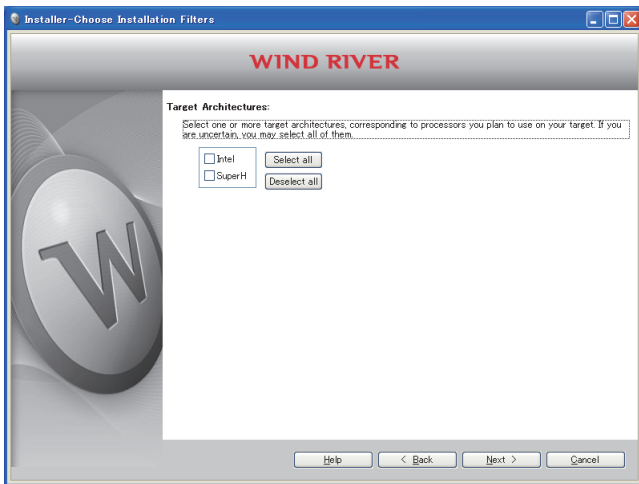 Installer-Choose Installation Filters
WIND RIVER
Target Architectures:
Select one or more target architectures, corresponding to processors you plan to use on your target. If you
are uncertain, you may select all of them.
Intel
Select all
SuperH
Deselect all
W
Help
< Back
Next >
Cancel